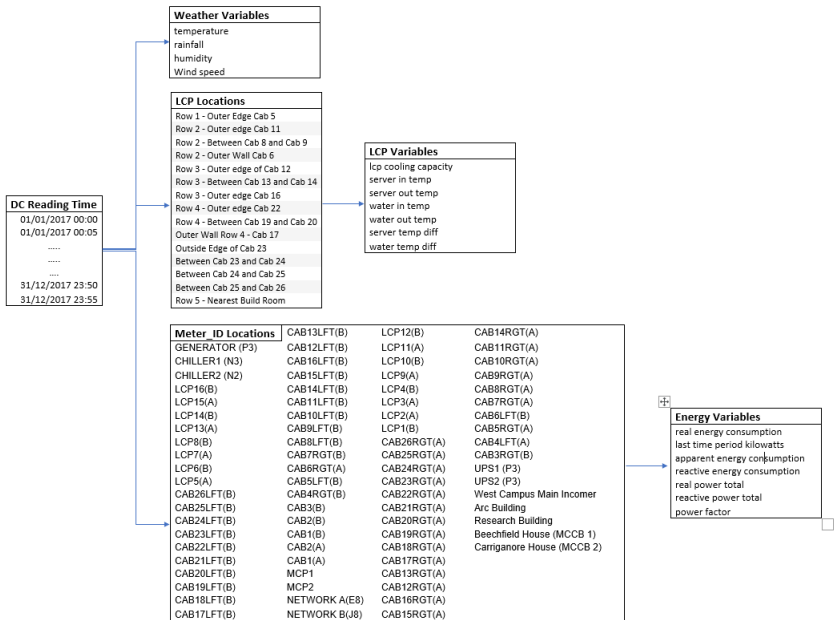 Weather Variables
temperature
rainfall
humidity
Wind speed
LCP Locations
Row 1 - Outer Edge Cab 5
Row 2 - Outer edge Cab 11
Row 2 - Between Cab 8 and Cab 9
Row 2 - Outer Wall Cab 6
Row 3 - Outer edge of Cab 12
Row 3 - Between Cab 13 and Cab 14
Row 3 - Outer edge Cab 16
Row 4 - Outer edge Cab 22
Row 4 - Between Cab 19 and Cab 20
Outer Wall Row 4 - Cab 17
Outside Edge of Cab 23
Between Cab 23 and Cab 24
Between Cab 24 and Cab 25
Between Cab 25 and Cab 26
Row 5 - Nearest Build Room
LCP Variables
lcp cooling capacity
server in temp
server out temp
water in temp
water out temp
server temp diff
water temp diff
DC Reading Time
01/01/2017 00:00
01/01/2017 00:05
.....
.....
....
31/12/2017 23:50
31/12/2017 23:55
Meter_ID Locations
GENERATOR (P3)
CHILLER1 (N3)
CHILLER2 (N2)
LCP16(B)
LCP15(A)
LCP14(B)
LCP13(A)
LCP8(B)
LCP7(A)
LCP6(B)
LCP5(A)
CAB26LFT(B)
CAB25LFT(B)
CAB24LFT(B)
CAB23LFT(B)
CAB22LFT(B)
CAB21LFT(B)
CAB20LFT(B)
CAB19LFT(B)
CAB18LFT(B)
CAB17LFT(B)
CAB13LFT(B)
CAB12LFT(B)
CAB16LFT(B)
CAB15LFT(B)
CAB14LFT(B)
CAB11LFT(B)
CAB10LFT(B)
CAB9LFT(B)
CAB8LFT(B)
CAB7RGT(B)
CAB6RGT(A)
CAB5LFT(B)
CAB4RGT(B)
CAB3(B)
CAB2(B)
CAB1(B)
CAB2(A)
CAB1(A)
MCP1
MCP2
NETWORK A(E8)
NETWORK B(J8)
LCP12(B)
LCP11(A)
LCP10(B)
LCP9(A)
LCP4(B)
LCP3(A)
LCP2(A)
LCP1(B)
CAB26RGT(A)
CAB25RGT(A)
CAB24RGT(A)
CAB23RGT(A)
CAB22RGT(A)
CAB21RGT(A)
CAB20RGT(A)
CAB19RGT(A)
CAB18RGT(A)
CAB17RGT(A)
CAB13RGT(A)
CAB12RGT(A)
CAB16RGT(A)
CAB15RGT(A)
CAB14RGT(A)
CAB11RGT(A)
CAB10RGT(A)
CAB9RGT(A)
CAB8RGT(A)
CAB7RGT(A)
CAB6LFT(B)
CAB5RGT(A)
CAB4LFT(A)
CAB3RGT(B)
UPS1 (P3)
UPS2 (P3)
West Campus Main Incomer
Arc Building
Research Building
Beechfield House (MCCB 1)
Carriganore House (MCCB 2)
Energy Variables
real energy consumption
last time period kilowatts
apparent energy consumption
reactive energy consumption
real power total
reactive power total
power factor